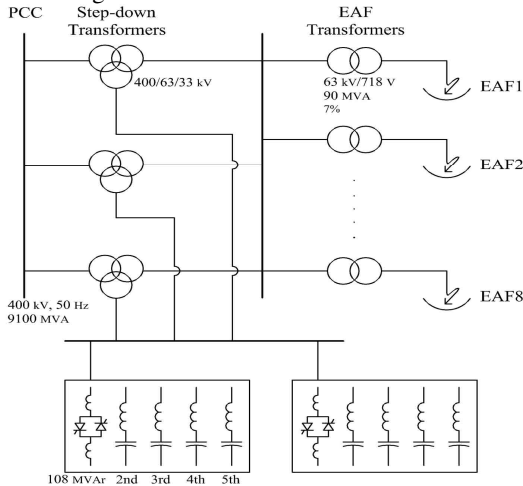 PCC Step-down Transformers EAF Transformers
400/63/33 kV
63 kV/718 V
90 MVA
7%
EAF1
EAF2
EAF8
400 kV, 50 Hz
9100 MVA
108 MVAr 2nd 3rd 4th 5th